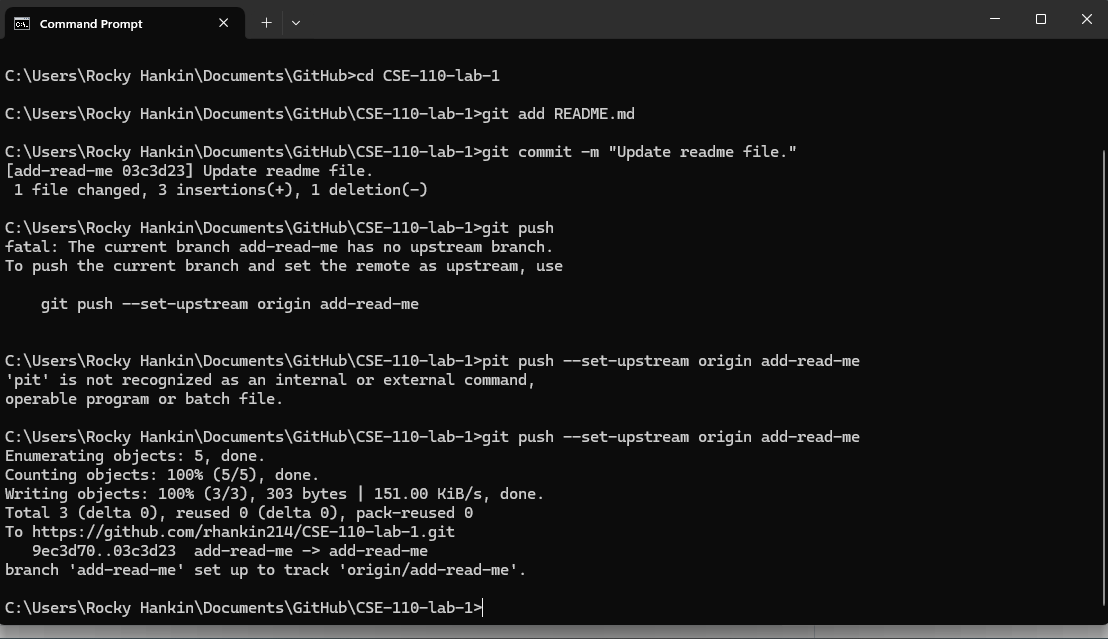 Command Prompt
C:\Users\Rocky Hankin\Documents\GitHub>cd CSE-110-lab-1
C:\Users\Rocky Hankin\Documents\GitHub\CSE-110-lab-1>git add README.md
C:\Users\Rocky Hankin\Documents\GitHub\CSE-110-lab-1>git commit -m "Update readme file."
[add-read-me 03c3d23] Update readme file.
 1 file changed, 3 insertions(+), 1 deletion(-)
C:\Users\Rocky Hankin\Documents\GitHub\CSE-110-lab-1>git push
fatal: The current branch add-read-me has no upstream branch.
To push the current branch and set the remote as upstream, use
    git push --set-upstream origin add-read-me
C:\Users\Rocky Hankin\Documents\GitHub\CSE-110-lab-1>pit push --set-upstream origin add-read-me
'pit' is not recognized as an internal or external command,
operable program or batch file.
C:\Users\Rocky Hankin\Documents\GitHub\CSE-110-lab-1>git push --set-upstream origin add-read-me
Enumerating objects: 5, done.
Counting objects: 100% (5/5), done.
Writing objects: 100% (3/3), 303 bytes | 151.00 KiB/s, done.
Total 3 (delta 0), reused 0 (delta 0), pack-reused 0
To https://github.com/rhankin214/CSE-110-lab-1.git
   9ec3d70..03c3d23  add-read-me -> add-read-me
branch 'add-read-me' set up to track 'origin/add-read-me'.
C:\Users\Rocky Hankin\Documents\GitHub\CSE-110-lab-1>